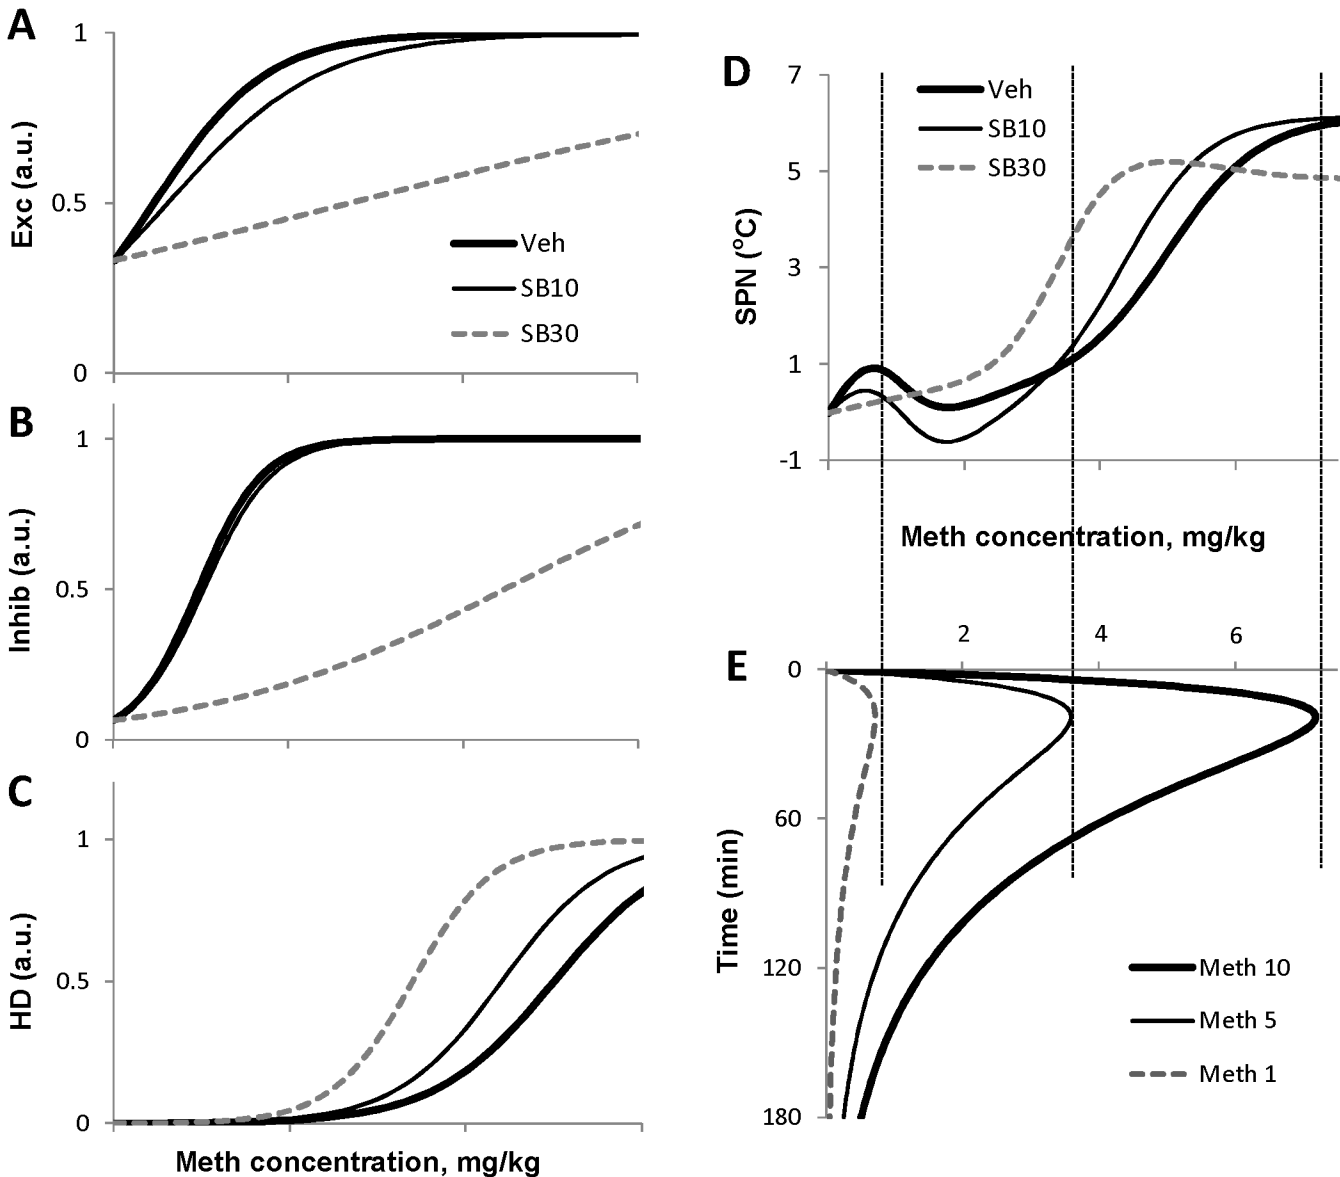 A
1
0.5
0
Exc (a.u.)
Veh
SB10
SB30
B
1
0.5
0
Inhib (a.u.)
C
1
0.5
0
HD (a.u.)
Meth concentration, mg/kg
D
7
5
3
1
-1
SPN (°C)
Veh
SB10
SB30
Meth concentration, mg/kg
2 4 6
E
0
60
120
180
Time (min)
Meth 10
Meth 5
Meth 1